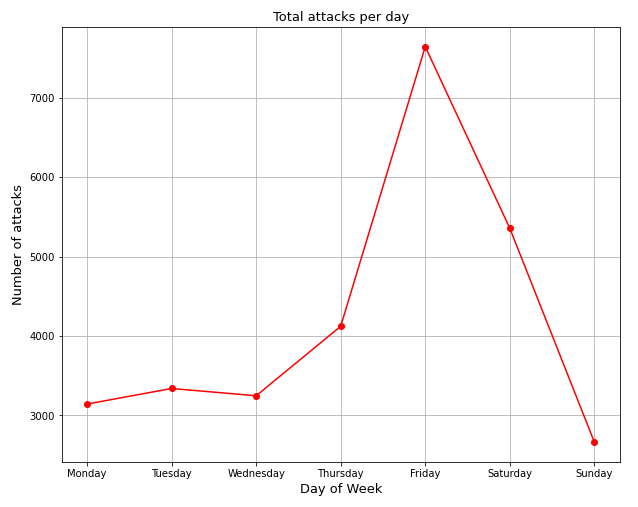 Total attacks per day
Number of attacks
7000
6000
5000
4000
3000
Monday Tuesday Wednesday Thursday Friday Saturday Sunday
Day of Week